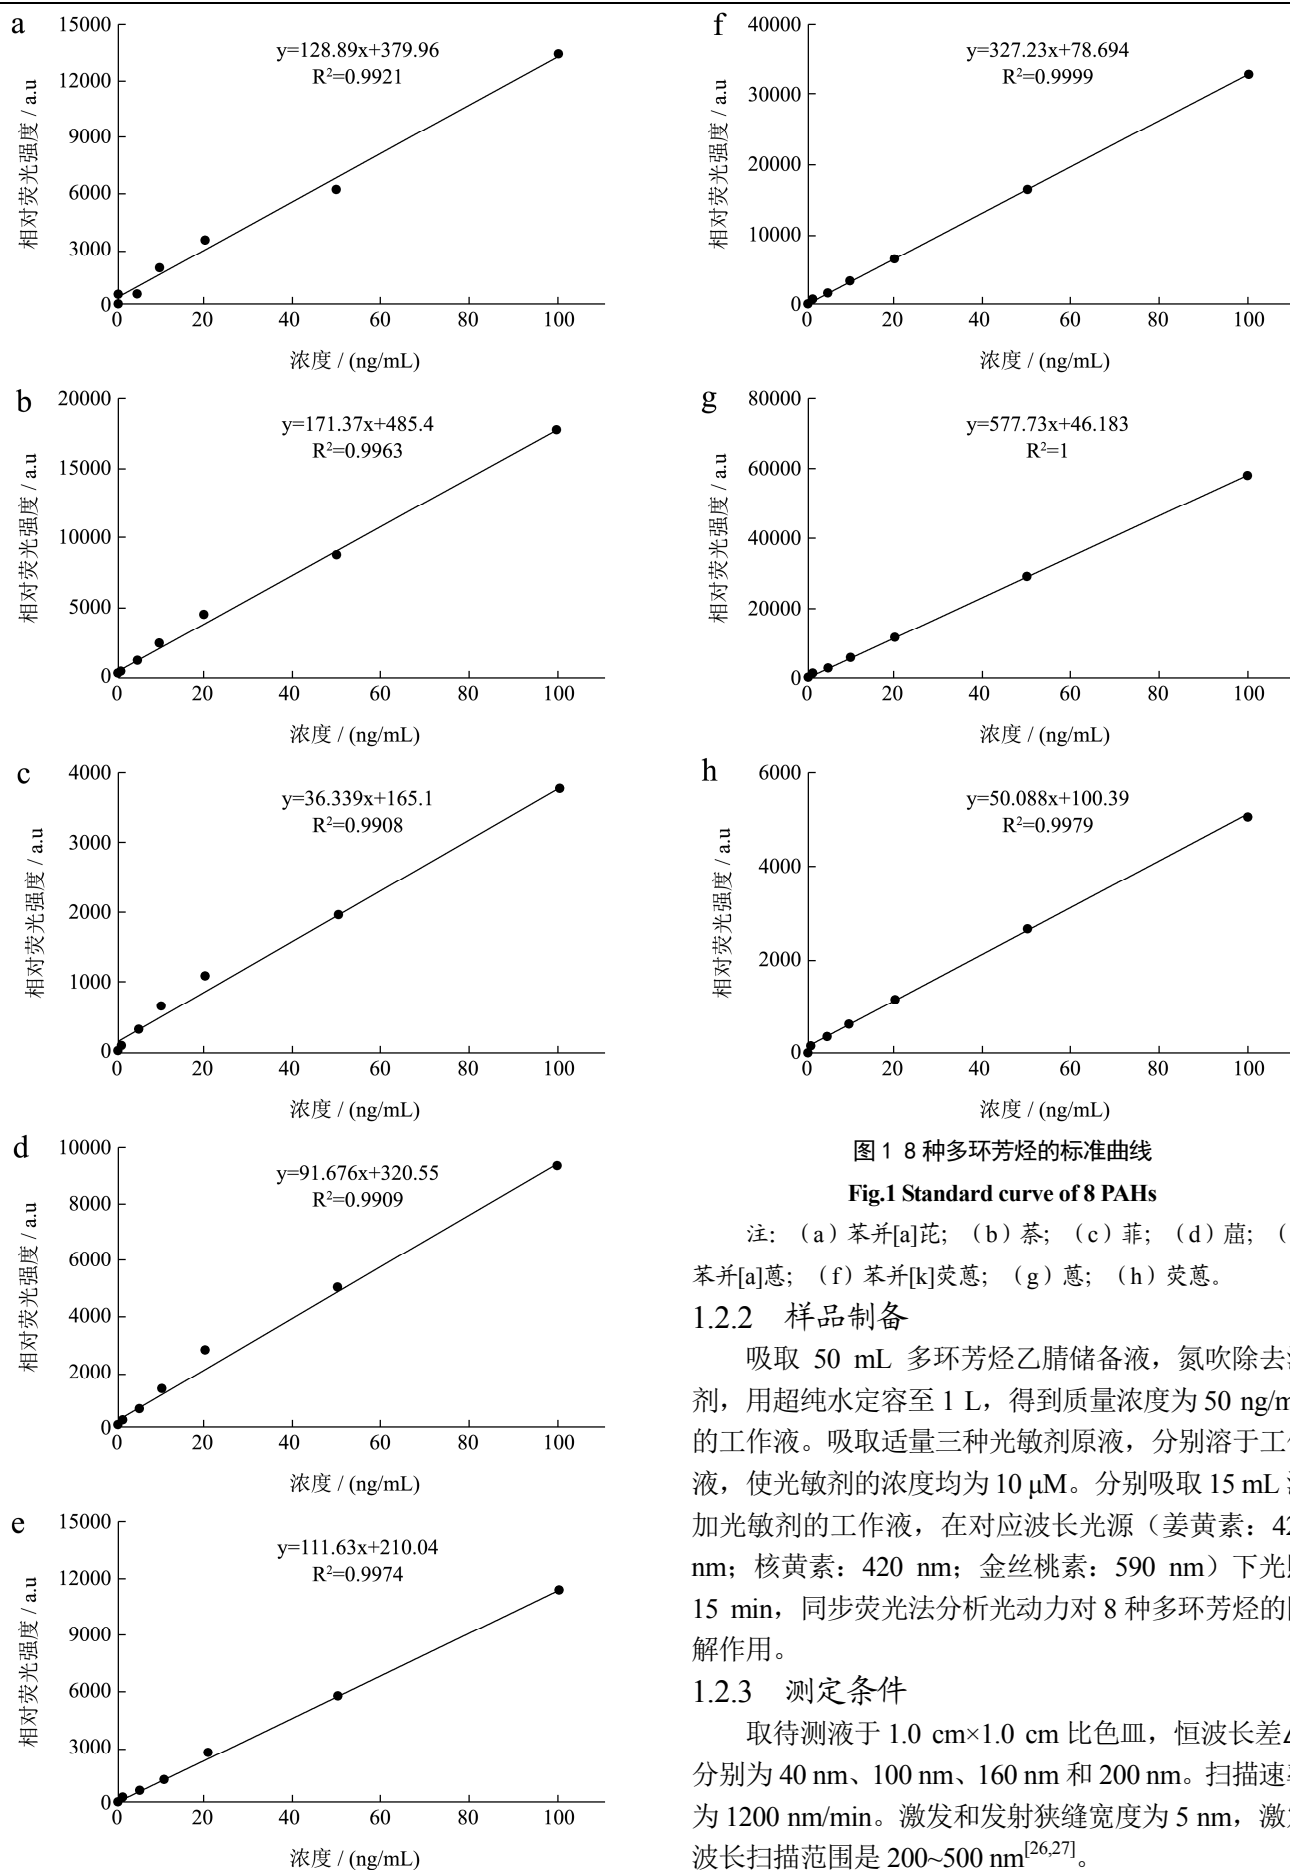 a
15000
12000
9000
6000
3000
0
相对荧光强度 / a.u
y=128.89x+379.96
R²=0.9921
0 20 40 60 80 100
浓度 / (ng/mL)
b
20000
15000
10000
5000
0
相对荧光强度 / a.u
y=171.37x+485.4
R²=0.9963
0 20 40 60 80 100
浓度 / (ng/mL)
c
4000
3000
2000
1000
0
相对荧光强度 / a.u
y=36.339x+165.1
R²=0.9908
0 20 40 60 80 100
浓度 / (ng/mL)
d
10000
8000
6000
4000
2000
0
相对荧光强度 / a.u
y=91.676x+320.55
R²=0.9909
0 20 40 60 80 100
浓度 / (ng/mL)
e
15000
12000
9000
6000
3000
0
相对荧光强度 / a.u
y=111.63x+210.04
R²=0.9974
0 20 40 60 80 100
浓度 / (ng/mL)
f
40000
30000
20000
10000
0
相对荧光强度 / a.u
y=327.23x+78.694
R²=0.9999
0 20 40 60 80 100
浓度 / (ng/mL)
g
80000
60000
40000
20000
0
相对荧光强度 / a.u
y=577.73x+46.183
R²=1
0 20 40 60 80 100
浓度 / (ng/mL)
h
6000
4000
2000
0
相对荧光强度 / a.u
y=50.088x+100.39
R²=0.9979
0 20 40 60 80 100
浓度 / (ng/mL)
图 1 8 种多环芳烃的标准曲线
Fig.1 Standard curve of 8 PAHs
注：（a）苯并[a]芘；（b）萘；（c）菲；（d）䓛；（
苯并[a]蒽；（f）苯并[k]荧蒽；（g）蒽；（h）荧蒽。
1.2.2 样品制备
吸取 50 mL 多环芳烃乙腈储备液，氮吹除去
剂，用超纯水定容至 1 L，得到质量浓度为 50 ng/m
的工作液。吸取适量三种光敏剂原液，分别溶于工
液，使光敏剂的浓度均为 10 μM。分别吸取 15 mL
加光敏剂的工作液，在对应波长光源（姜黄素：42
nm；核黄素：420 nm；金丝桃素：590 nm）下光
15 min，同步荧光法分析光动力对 8 种多环芳烃的
解作用。
1.2.3 测定条件
取待测液于 1.0 cm×1.0 cm 比色皿，恒波长差
分别为 40 nm、100 nm、160 nm 和 200 nm。扫描速
为 1200 nm/min。激发和发射狭缝宽度为 5 nm，激
波长扫描范围是 200~500 nm[26,27]。